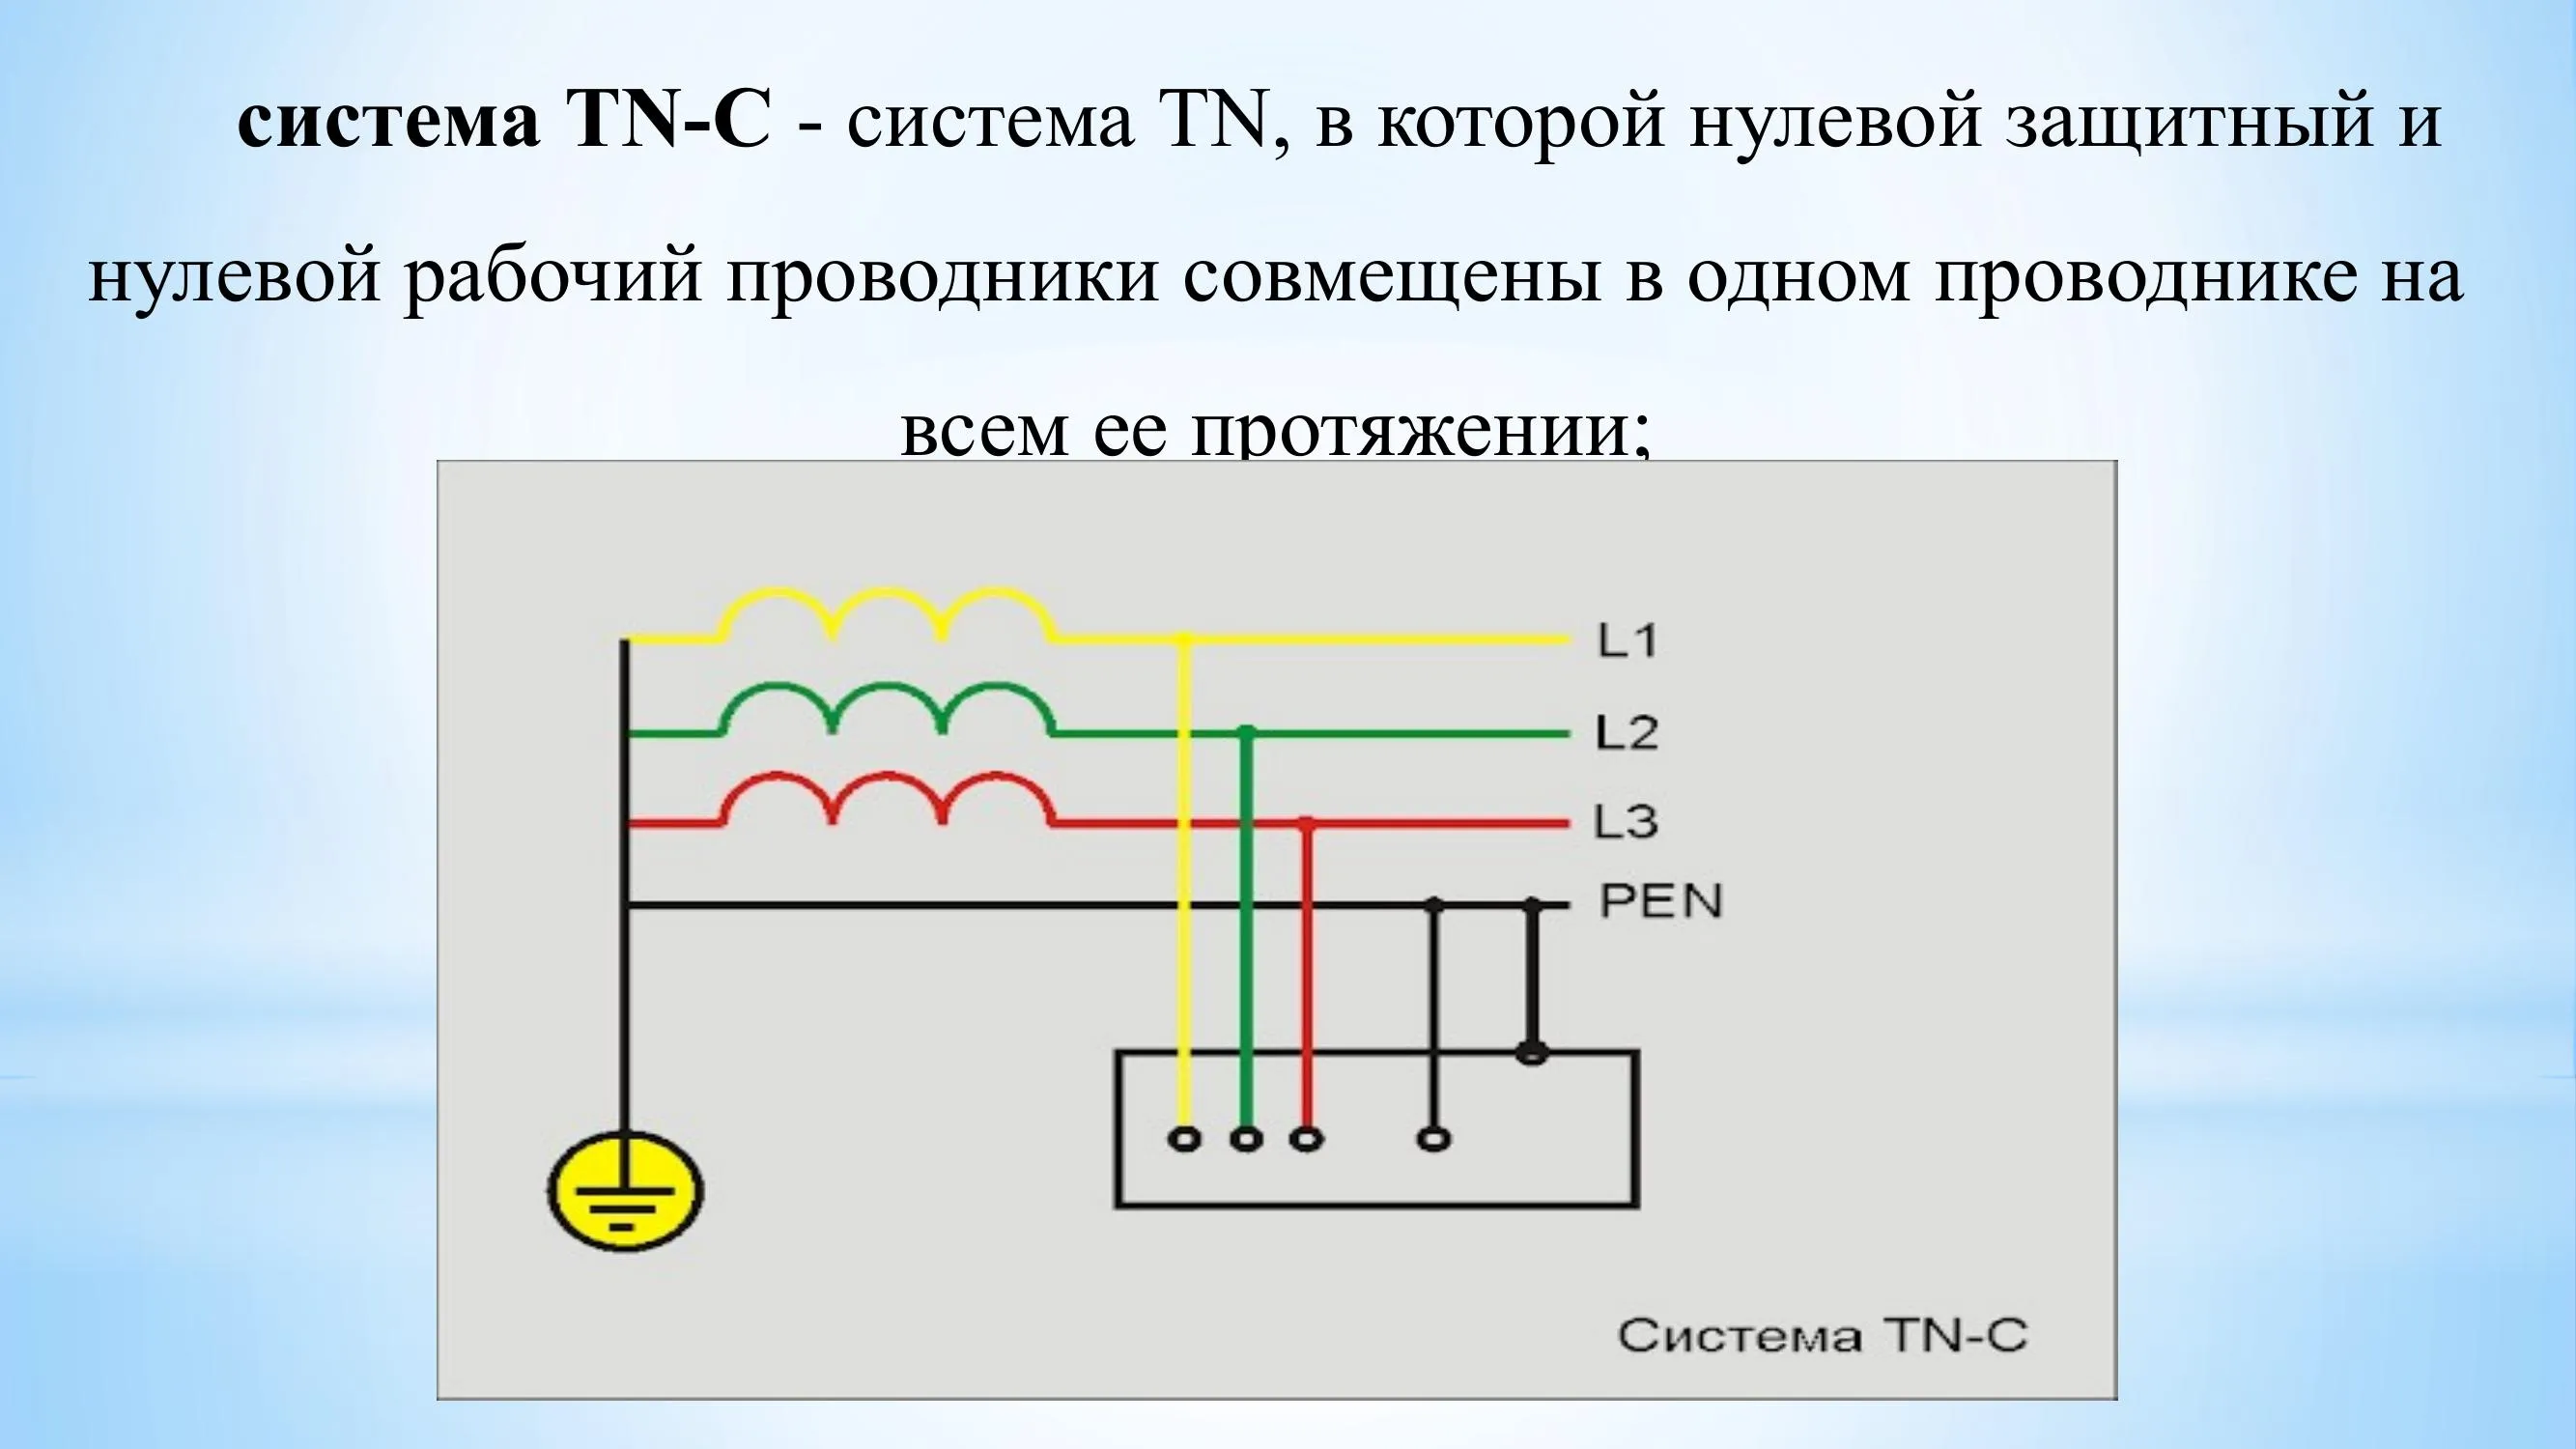 система TN-C - система TN, в которой нулевой защитный и
нулевой рабочий проводники совмещены в одном проводнике на
всем ее протяжении;
L1
L2
L3
PEN
Система TN-C